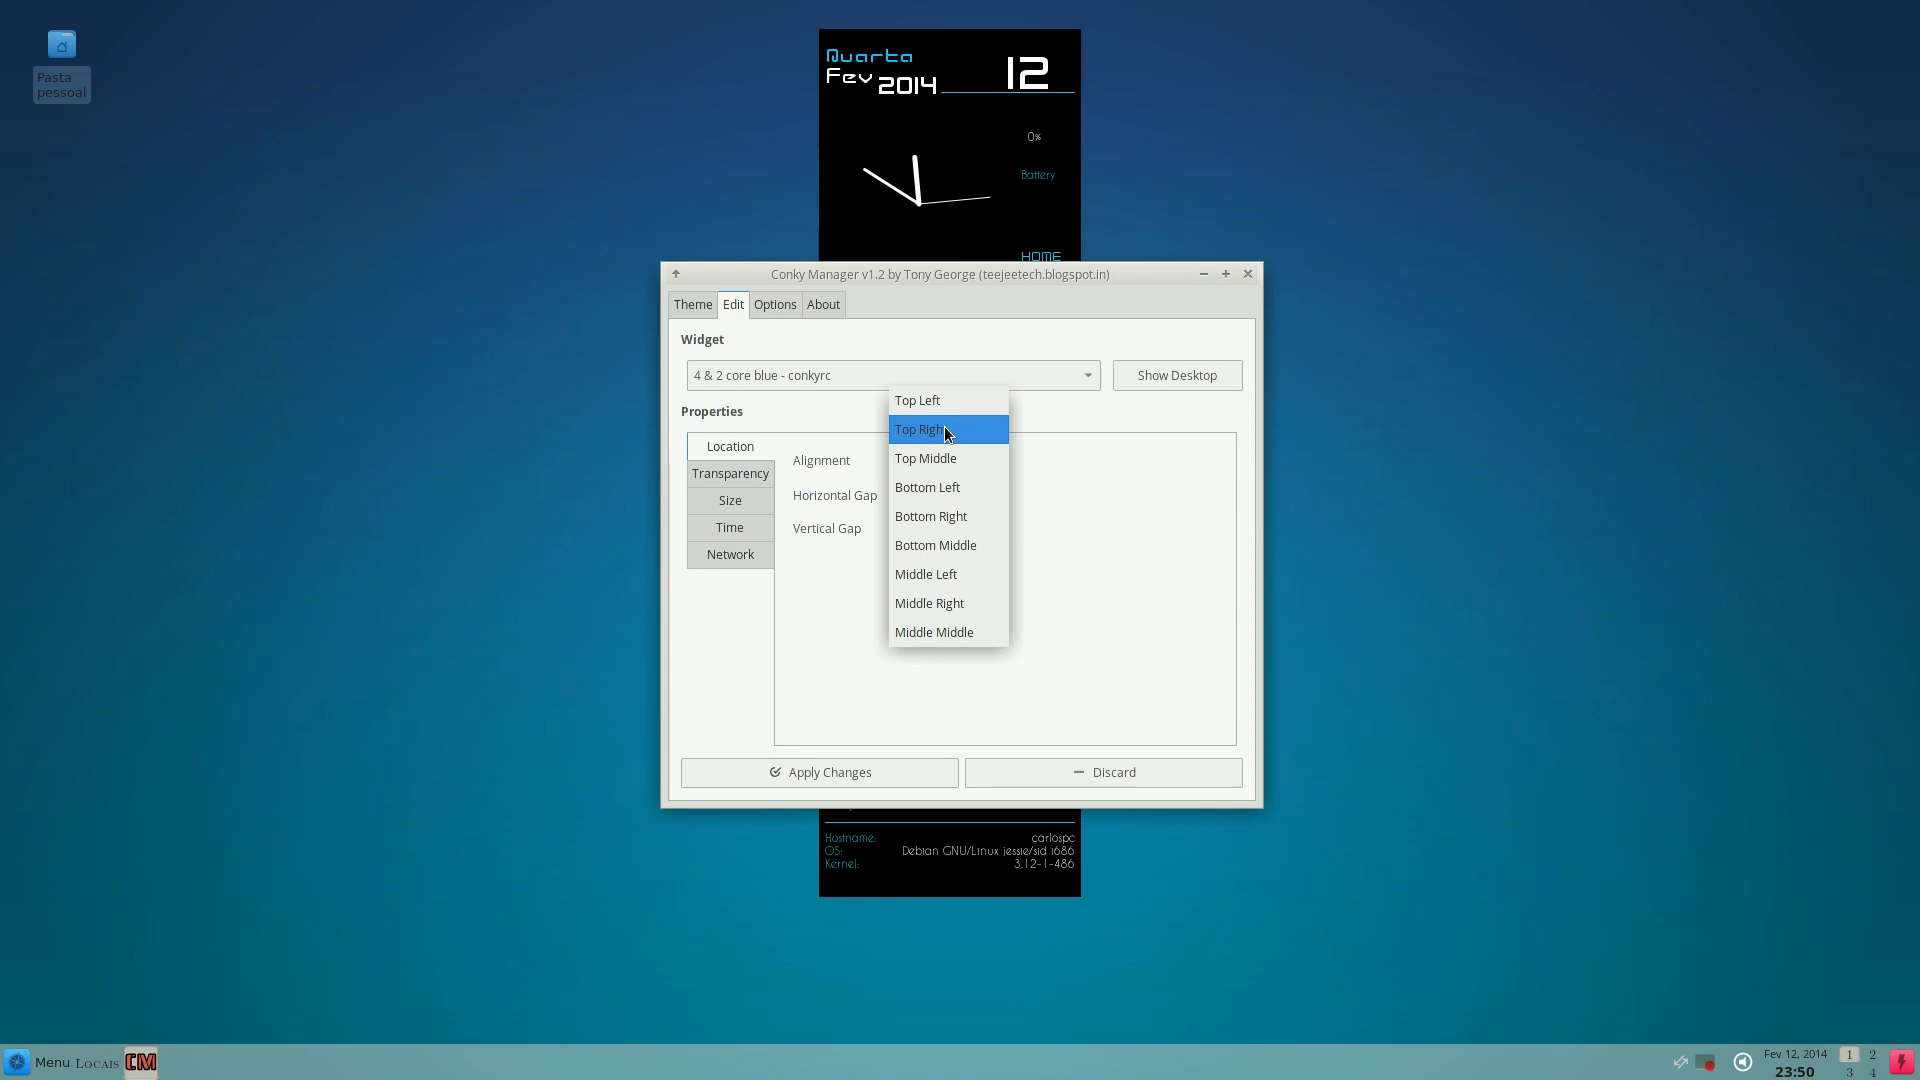 Pasta
pessoal
Quarta
Fev 2014 12
0%
Battery
HOME
Conky Manager v1.2 by Tony George (teejeetech.blogspot.in)
Theme Edit Options About
Widget
4 & 2 core blue - conkyrc Show Desktop
Properties
Location
Transparency
Size
Time
Network
Alignment
Horizontal Gap
Vertical Gap
Top Left
Top Righ
Top Middle
Bottom Left
Bottom Right
Bottom Middle
Middle Left
Middle Right
Middle Middle
Apply Changes Discard
Hostname: carlospc
OS: Debian GNU/Linux jessie/sid i686
Kernel: 3.12-1-486
Menu Locais CM
Fev 12, 2014
23:50
1 2
3 4